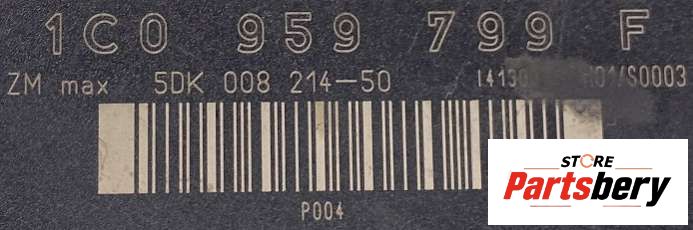 1C0 959 799 F
ZM max 5DK 008 214-50
P004
STORE
Partsbery